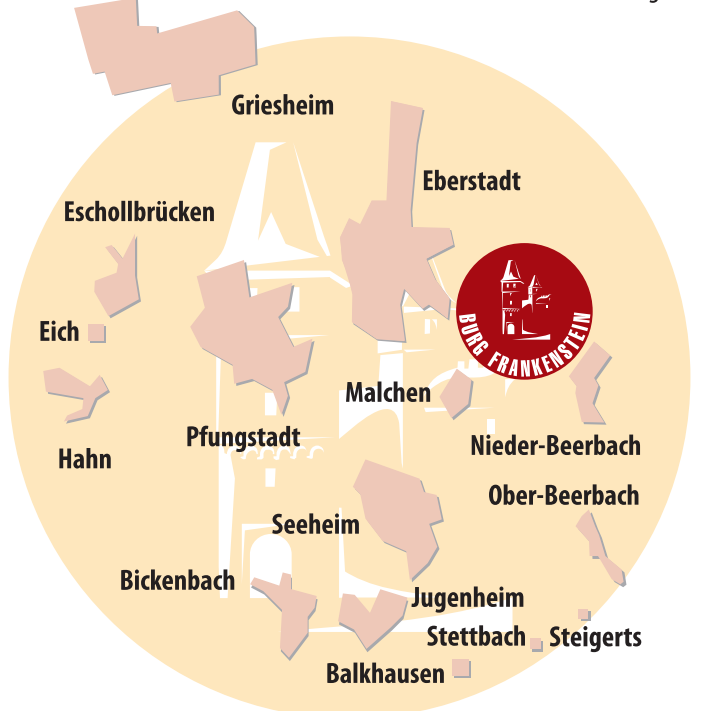 Griesheim
Eberstadt
Eschollbrücken
BURG FRANKENSTEIN
Eich
Malchen
Pfungstadt
Nieder-Beerbach
Hahn
Ober-Beerbach
Seeheim
Bickenbach
Jugenheim
Stettbach
Steigerts
Balkhausen